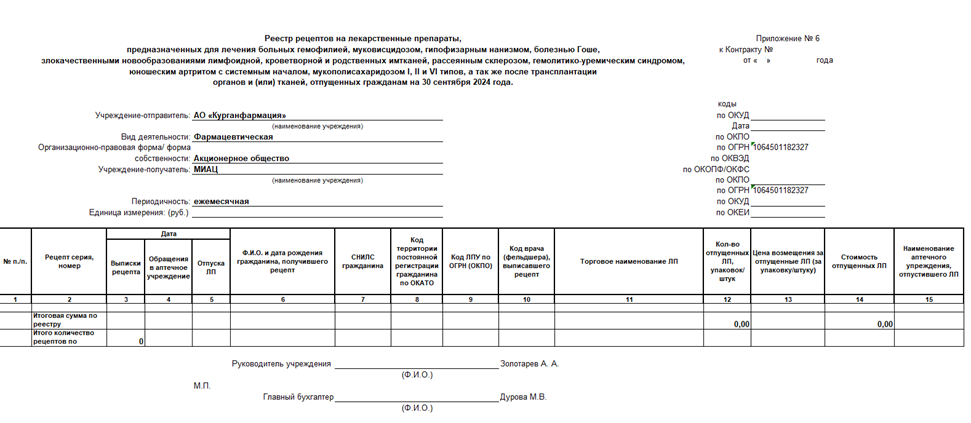 Реестр рецептов на лекарственные препараты,
предназначенных для лечения больных гемофилией, муковисцидозом, гипофизарным нанизмом, болезнью Гоше,
злокачественными новообразованиями лимфоидной, кроветворной и родственных имтканей, рассеянным склерозом, гемолитико-уремическим синдромом,
юношеским артритом с системным началом, мукополисахаридозом I, II и VI типов, а так же после трансплантации
органов и (или) тканей, отпущенных гражданам на 30 сентября 2024 года.
Приложение № 6
к Контракту №
от « » года
коды
Учреждение-отправитель: АО «Курганфармация» по ОКУД
(наименование учреждения) Дата
Вид деятельности: Фармацевтическая по ОКПО
Организационно-правовая форма/ форма по ОГРН 1064501182327
собственности: Акционерное общество по ОКВЭД
Учреждение-получатель: МИАЦ по ОКОПФ/ОКФС
(наименование учреждения) по ОКПО
по ОГРН 1064501182327
Периодичность: ежемесячная по ОКУД
Единица измерения: (руб.) по ОКЕИ
№ п./п.
Рецепт серия,
номер
Дата
Выписки
рецепта
Обращения
в аптечное
учреждение
Отпуска
ЛП
Ф.И.О. и дата рождения
гражданина, получившего
рецепт
СНИЛС
гражданина
Код
территории
постоянной
регистрации
гражданина
по ОКАТО
Код ЛПУ по
ОГРН (ОКПО)
Код врача
(фельдшера),
выписавшего
рецепт
Торговое наименование ЛП
Кол-во
отпущенных
ЛП,
упаковок/
штук
Цена возмещения за
отпущенные ЛП (за
упаковку/штуку)
Стоимость
отпущенных ЛП
Наименование
аптечного
упреждения,
отпустившего ЛП
1 2 3 4 5 6 7 8 9 10 11 12 13 14 15
Итоговая сумма по
реестру 0,00 0,00
Итого количество
рецептов по 0
Руководитель учреждения Золотарев А. А.
(Ф.И.О.)
М.П.
Главный бухгалтер Дурова М.В.
(Ф.И.О.)